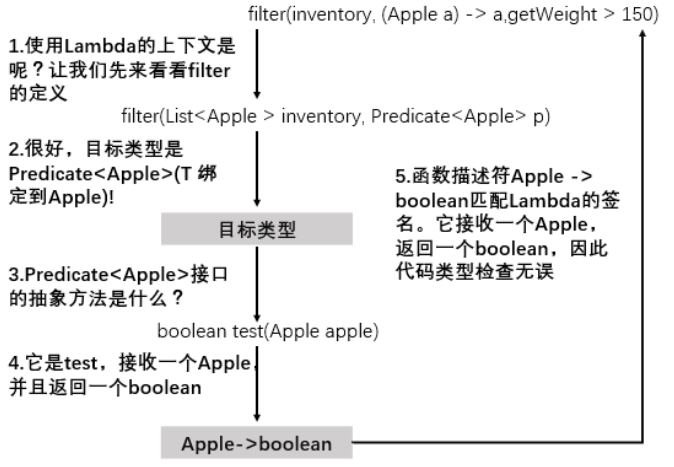 filter(inventory, (Apple a) -> a,getWeight > 150)
1.使用Lambda的上下文是
呢？让我们先来看看filter
的定义
filter(List<Apple > inventory, Predicate<Apple> p)
2.很好，目标类型是
Predicate<Apple>(T 绑
定到Apple)!
目标类型
3.Predicate<Apple>接口
的抽象方法是什么？
boolean test(Apple apple)
4.它是test，接收一个Apple，
并且返回一个boolean
Apple->boolean
5.函数描述符Apple ->
boolean匹配Lambda的签
名。它接收一个Apple，
返回一个boolean，因此
代码类型检查无误